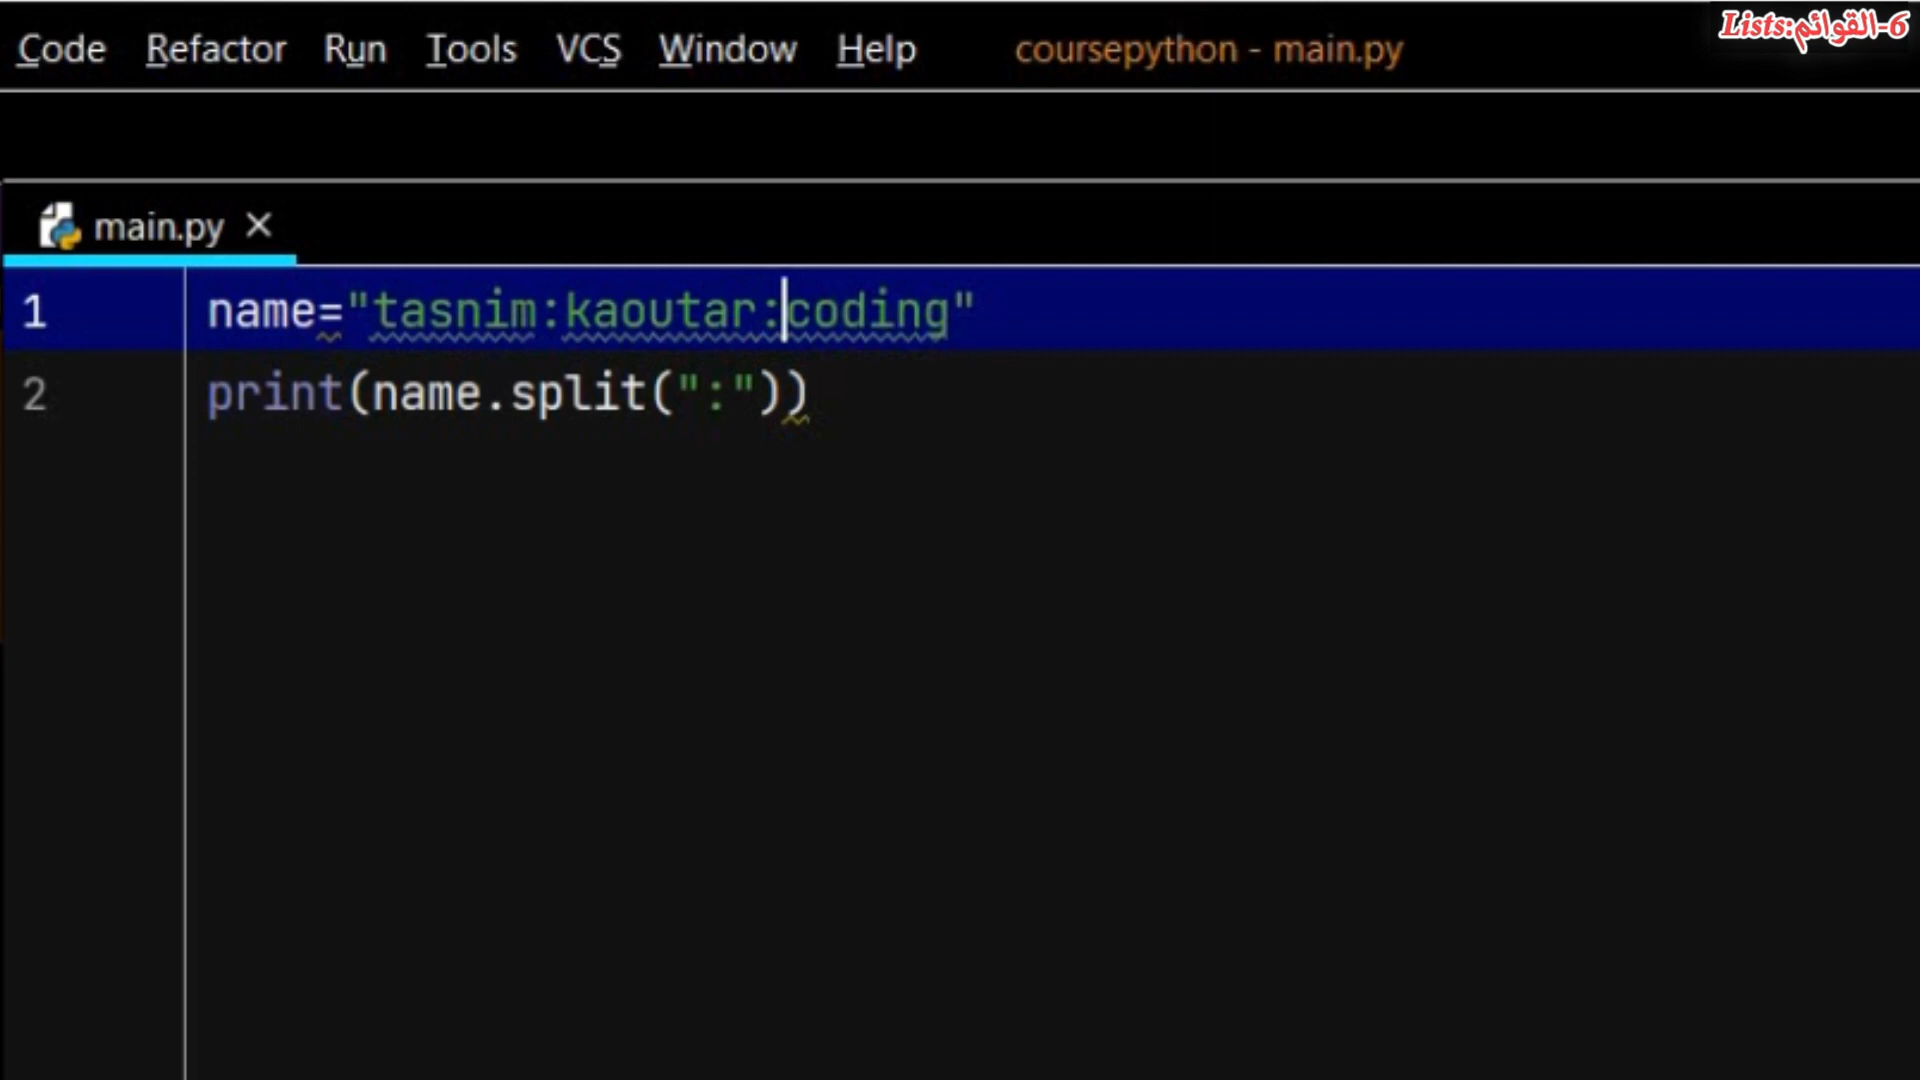 Code Refactor Run Tools VCS Window Help coursepython - main.py
6-القوائم:Lists
main.py
1 name="tasnim:kaoutar:coding"
2 print(name.split(":"))